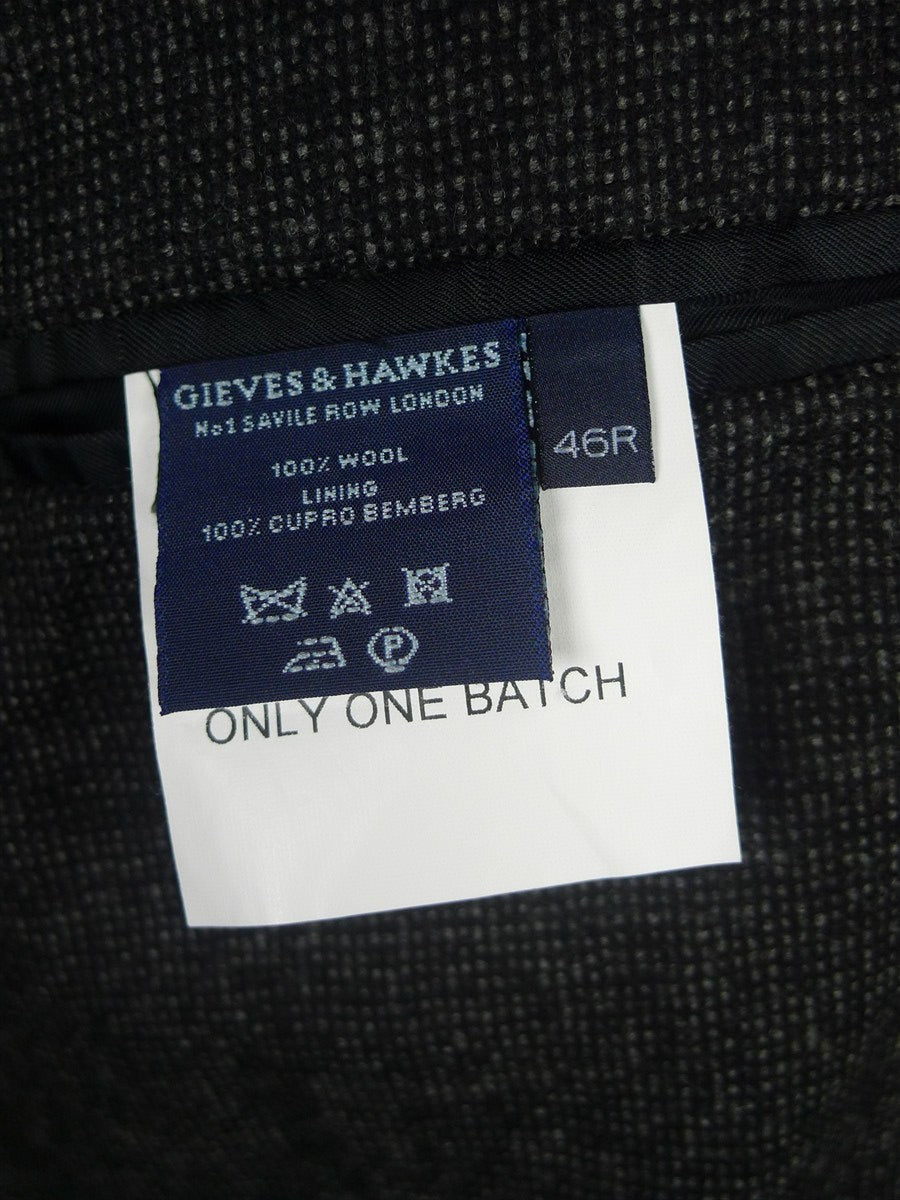 GIEVES & HAWKES
No1 SAVILE ROW LONDON
100% WOOL
LINING
100% CUPRO BEMBERG
P
46R
ONLY ONE BATCH